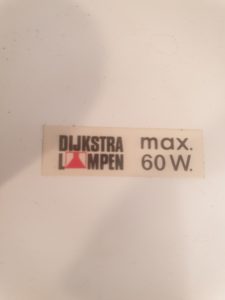 DIJKSTRA
LAMPEN
max.
60 W.